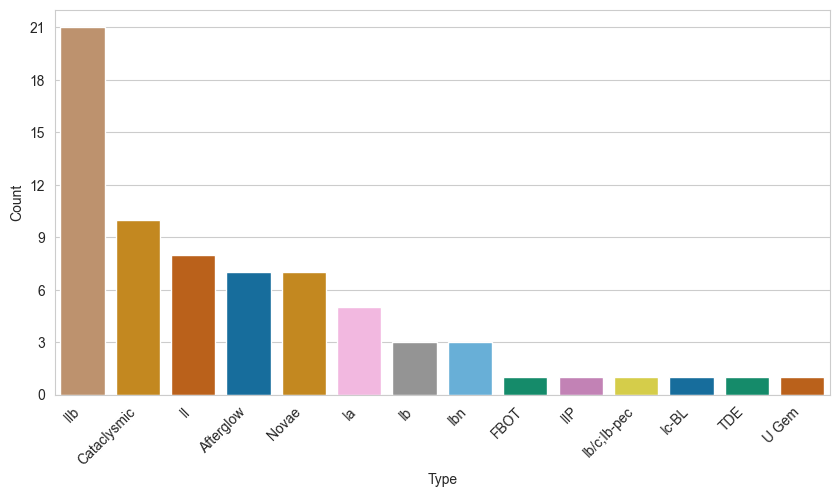 21
18
15
12
9
6
3
0
Count
IIb
Cataclysmic
II
Afterglow
Novae
Ia
Ib
Ibn
FBOT
IIP
Ib/c;Ib-pec
Ic-BL
TDE
U Gem
Type